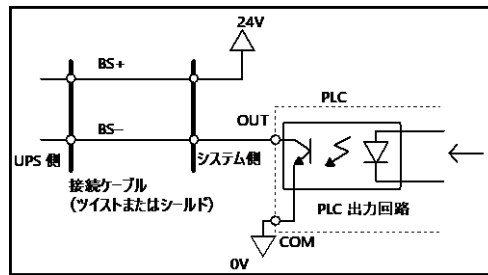 24V
BS+
PLC
OUT
BS−
UPS 側
システム側
接装ケーブル
(ツイストまたはシールド)
PLC 出力回路
COM
0V